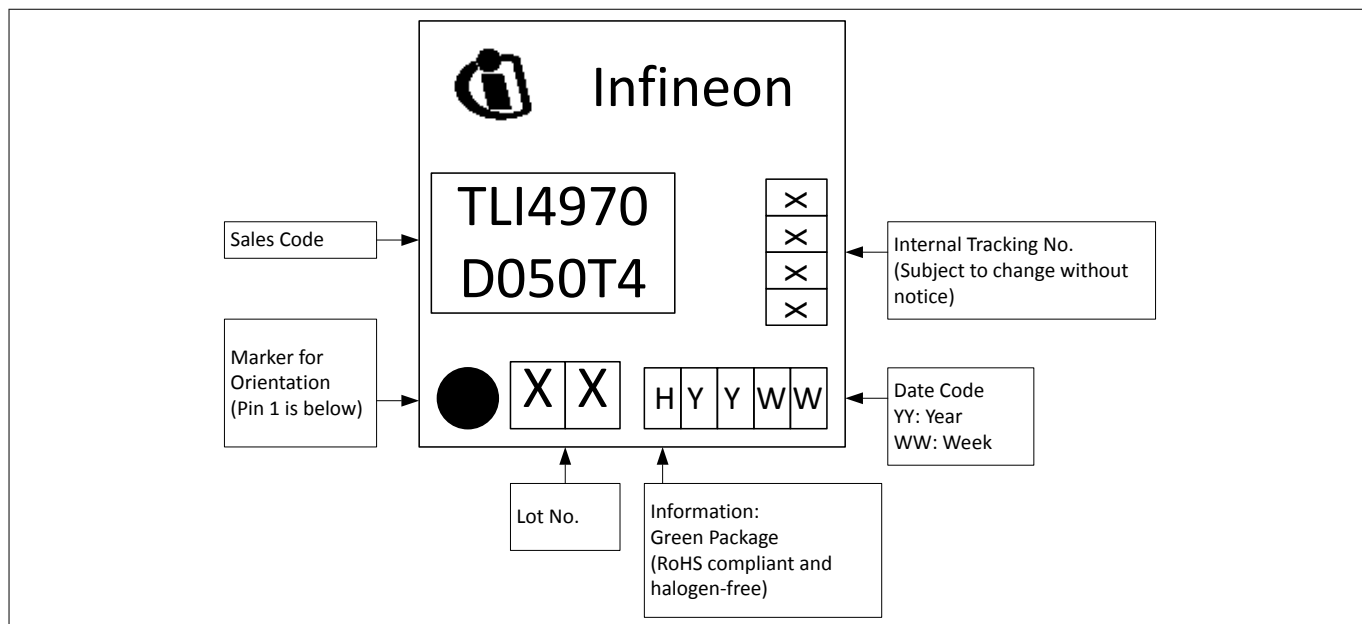 Infineon
TLI4970
D050T4
X
X
X
X
Sales Code
Internal Tracking No.
(Subject to change without
notice)
Marker for
Orientation
(Pin 1 is below)
X X
H Y Y W W
Date Code
YY: Year
WW: Week
Lot No.
Information:
Green Package
(RoHS compliant and
halogen-free)